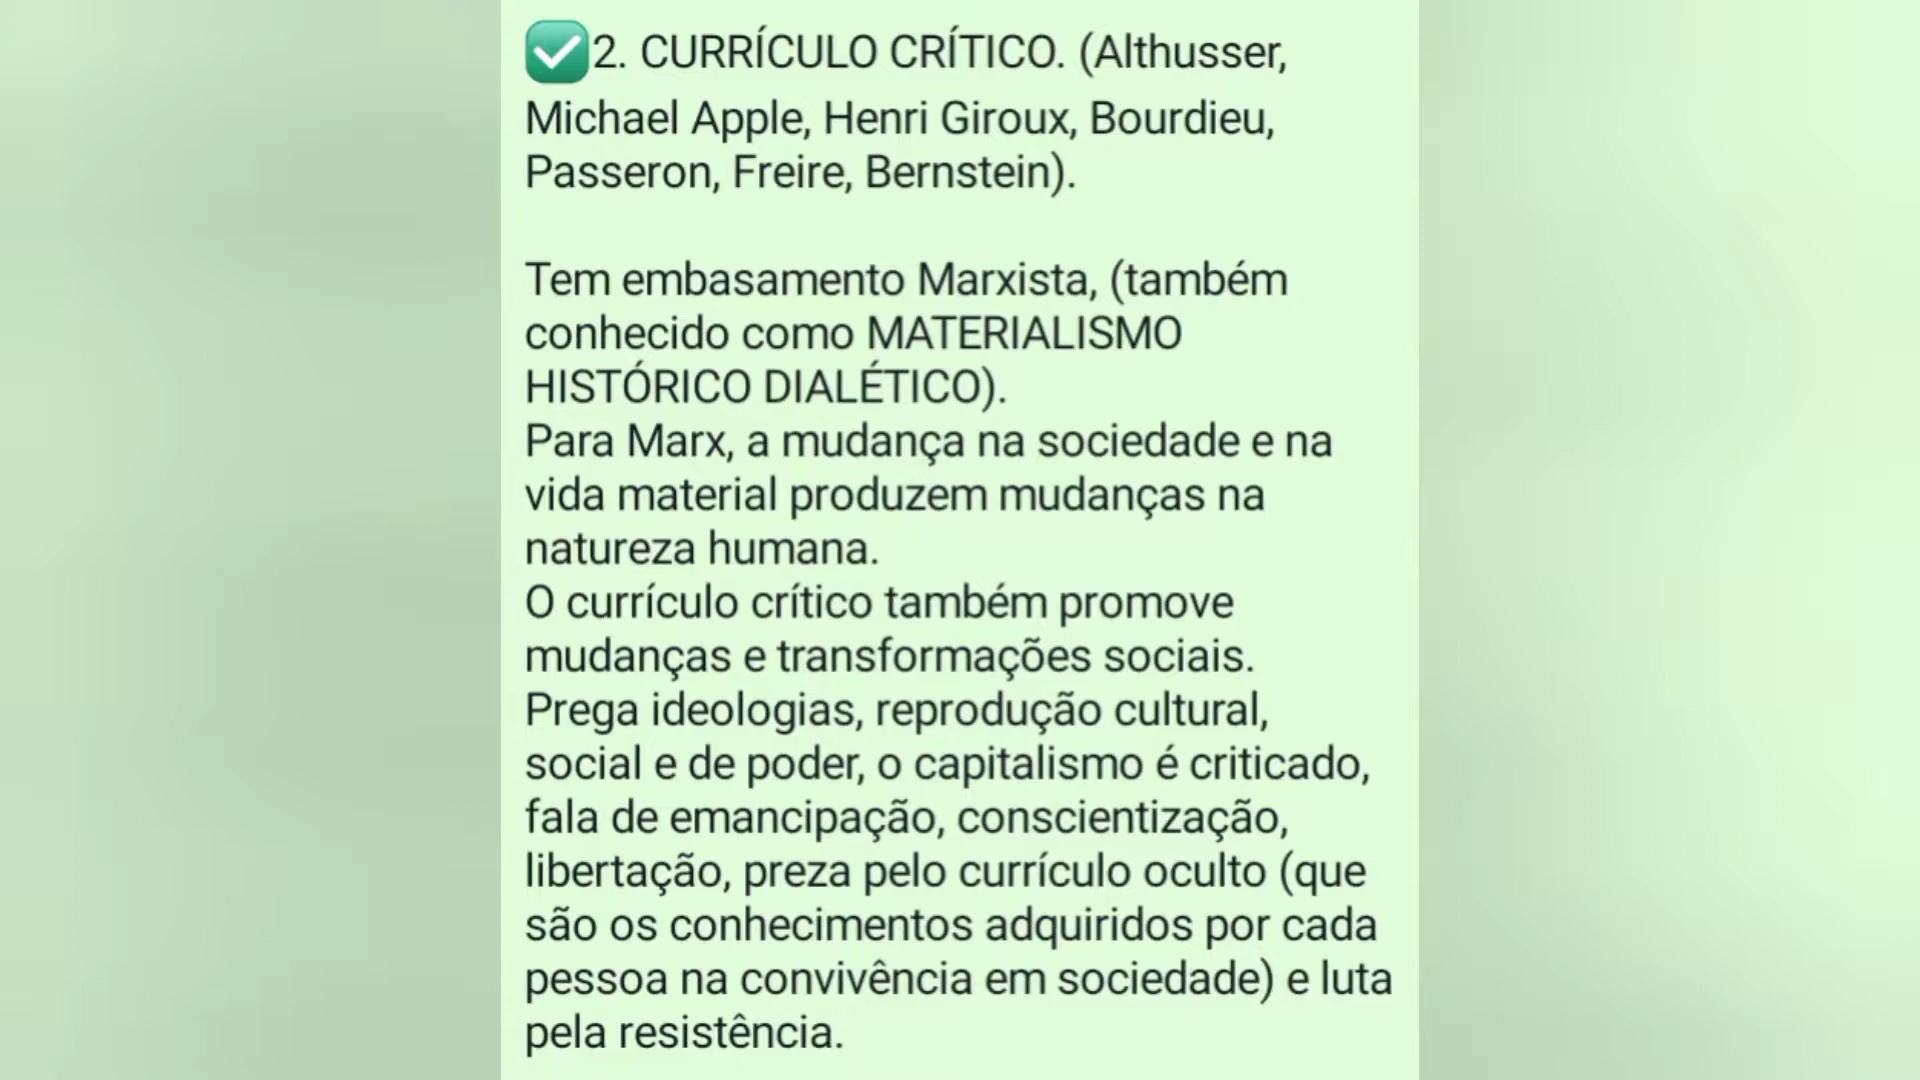 ✅2. CURRÍCULO CRÍTICO. (Althusser,
Michael Apple, Henri Giroux, Bourdieu,
Passeron, Freire, Bernstein).
Tem embasamento Marxista, (também
conhecido como MATERIALISMO
HISTÓRICO DIALÉTICO).
Para Marx, a mudança na sociedade e na
vida material produzem mudanças na
natureza humana.
O currículo crítico também promove
mudanças e transformações sociais.
Prega ideologias, reprodução cultural,
social e de poder, o capitalismo é criticado,
fala de emancipação, conscientização,
libertação, preza pelo currículo oculto (que
são os conhecimentos adquiridos por cada
pessoa na convivência em sociedade) e luta
pela resistência.